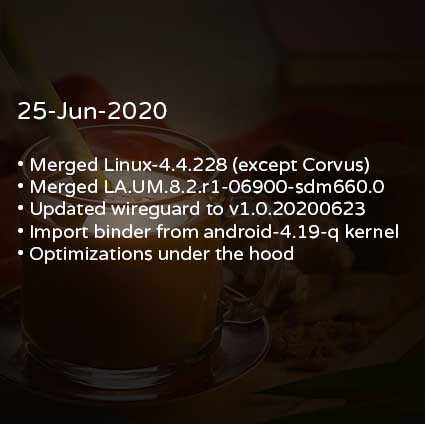 25-Jun-2020
• Merged Linux-4.4.228 (except Corvus)
• Merged LA.UM.8.2.r1-06900-sdm660.0
• Updated wireguard to v1.0.20200623
• Import binder from android-4.19-q kernel
• Optimizations under the hood